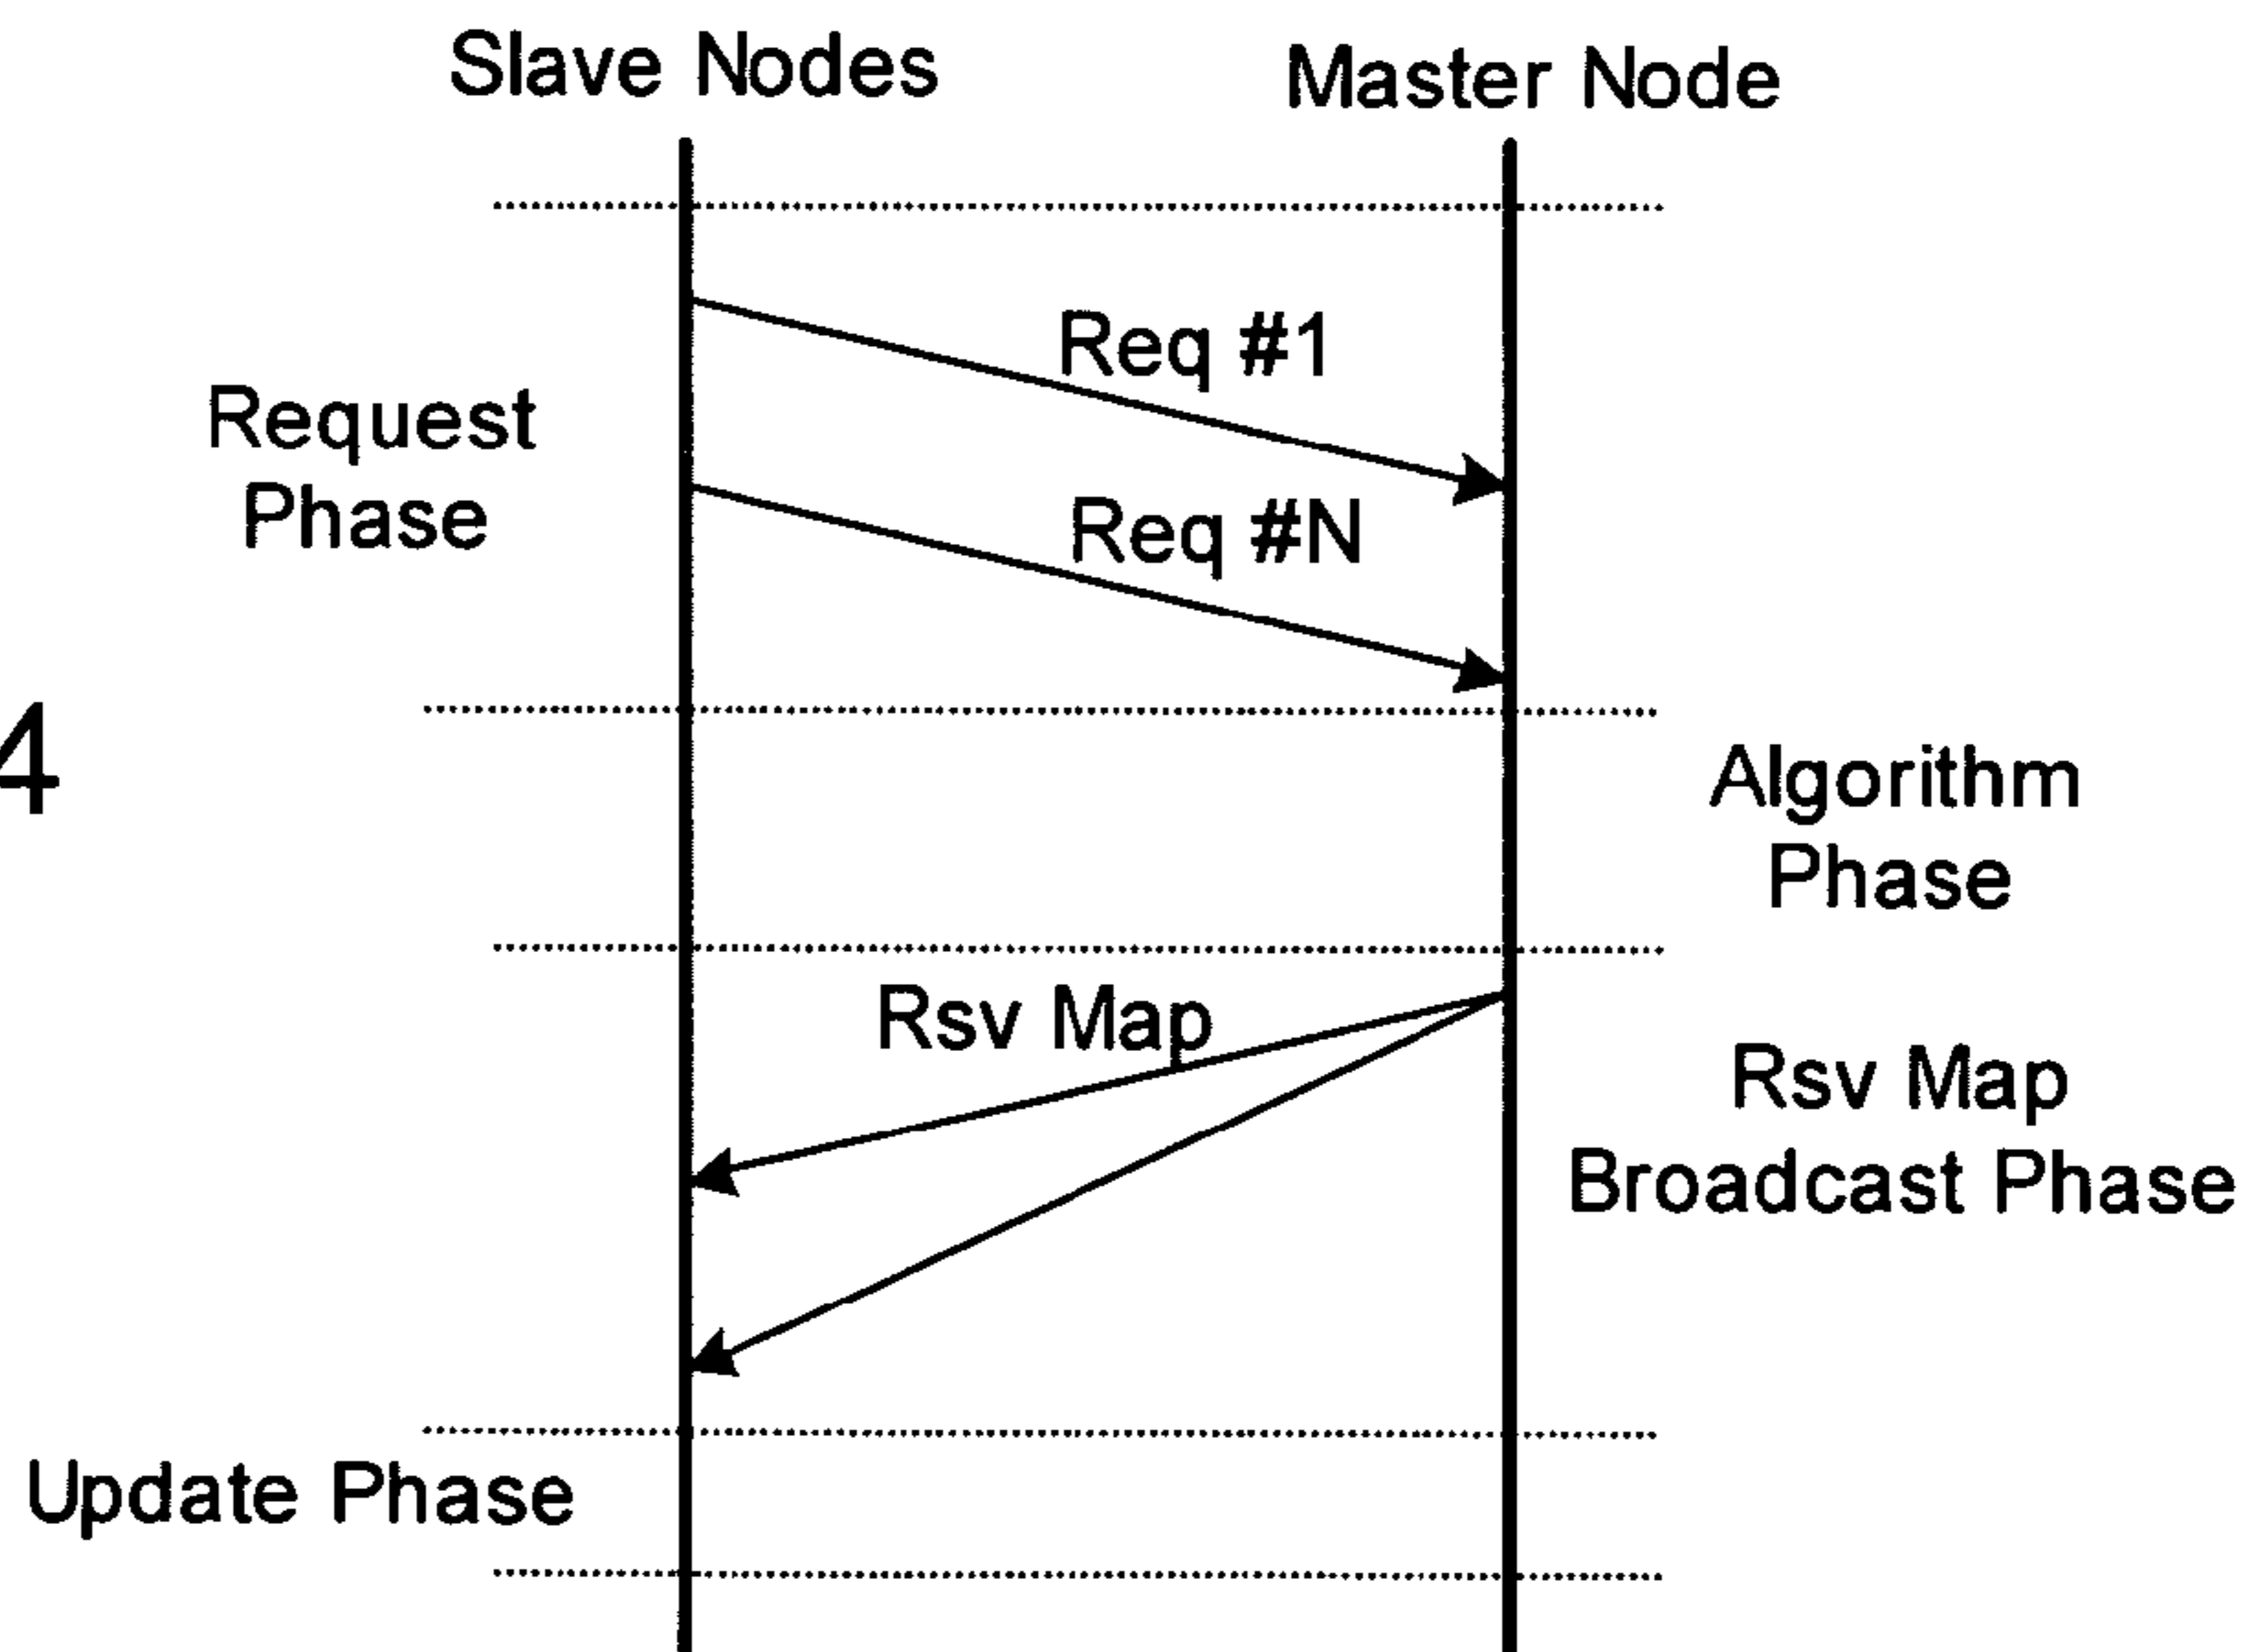 Slave Nodes
Master Node
Req #1
Request
Phase
Req #N
4
Algorithm
Phase
Rsv Map
Rsv Map
Broadcast Phase
Update Phase